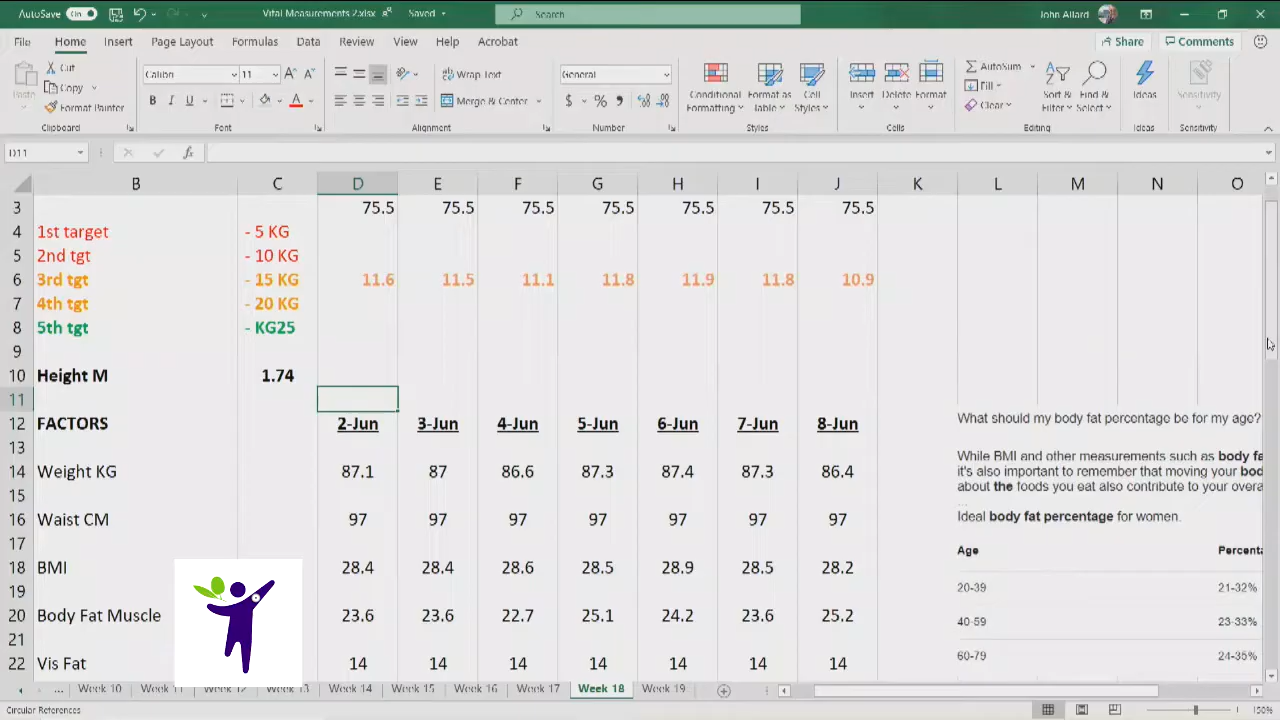 AutoSave On Vital Measurements 2.xlsx Saved Search John Allard
File Home Insert Page Layout Formulas Data Review View Help Acrobat Share Comments
Cut Calibri 11 Wrap Text General AutoSum
Copy Fill
Paste Format Painter Merge & Center Conditional Formatting Format as Table Cell Styles Insert Delete Format Clear Sort & Filter Find & Select Ideas Sensitivity
Clipboard Font Alignment Number Styles Cells Editing Ideas Sensitivity
D11 fx
B C D E F G H I J K L M N O
3 75.5 75.5 75.5 75.5 75.5 75.5 75.5
4 1st target - 5 KG
5 2nd tgt - 10 KG
6 3rd tgt - 15 KG 11.6 11.5 11.1 11.8 11.9 11.8 10.9
7 4th tgt - 20 KG
8 5th tgt - KG25
9
10 Height M 1.74
11
12 FACTORS 2-Jun 3-Jun 4-Jun 5-Jun 6-Jun 7-Jun 8-Jun
13
14 Weight KG 87.1 87 86.6 87.3 87.4 87.3 86.4
15
16 Waist CM 97 97 97 97 97 97 97
17
18 BMI 28.4 28.4 28.6 28.5 28.9 28.5 28.2
19
20 Body Fat Muscle 23.6 23.6 22.7 25.1 24.2 23.6 25.2
21
22 Vis Fat 14 14 14 14 14 14 14
What should my body fat percentage be for my age?
While BMI and other measurements such as body fa
it's also important to remember that moving your bod
about the foods you eat also contribute to your overa
Ideal body fat percentage for women.
Age Percenta
20-39 21-32%
40-59 23-33%
60-79 24-35%
... Week 10 Week 11 Week 12 Week 13 Week 14 Week 15 Week 16 Week 17 Week 18 Week 19
Circular References 150%